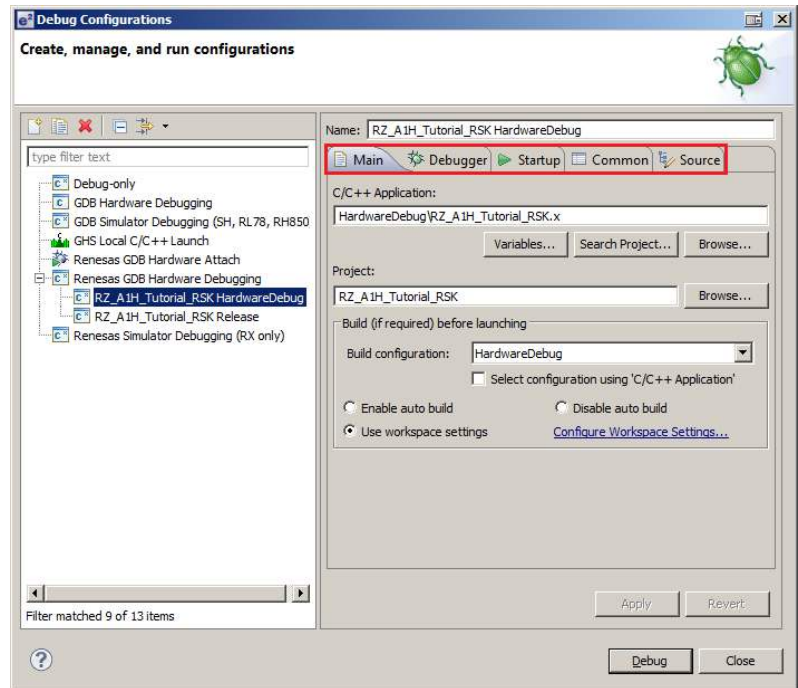 e² Debug Configurations
Create, manage, and run configurations
type filter text
Debug-only
GDB Hardware Debugging
GDB Simulator Debugging (SH, RL78, RH850
GHS Local C/C++ Launch
Renesas GDB Hardware Attach
Renesas GDB Hardware Debugging
RZ_A1H_Tutorial_RSK HardwareDebug
RZ_A1H_Tutorial_RSK Release
Renesas Simulator Debugging (RX only)
Filter matched 9 of 13 items
Name: RZ_A1H_Tutorial_RSK HardwareDebug
Main Debugger Startup Common Source
C/C++ Application:
HardwareDebug\RZ_A1H_Tutorial_RSK.x
Variables... Search Project... Browse...
Project:
RZ_A1H_Tutorial_RSK Browse...
Build (if required) before launching
Build configuration: HardwareDebug
Select configuration using 'C/C++ Application'
Enable auto build Disable auto build
Use workspace settings Configure Workspace Settings...
Apply Revert
? Debug Close